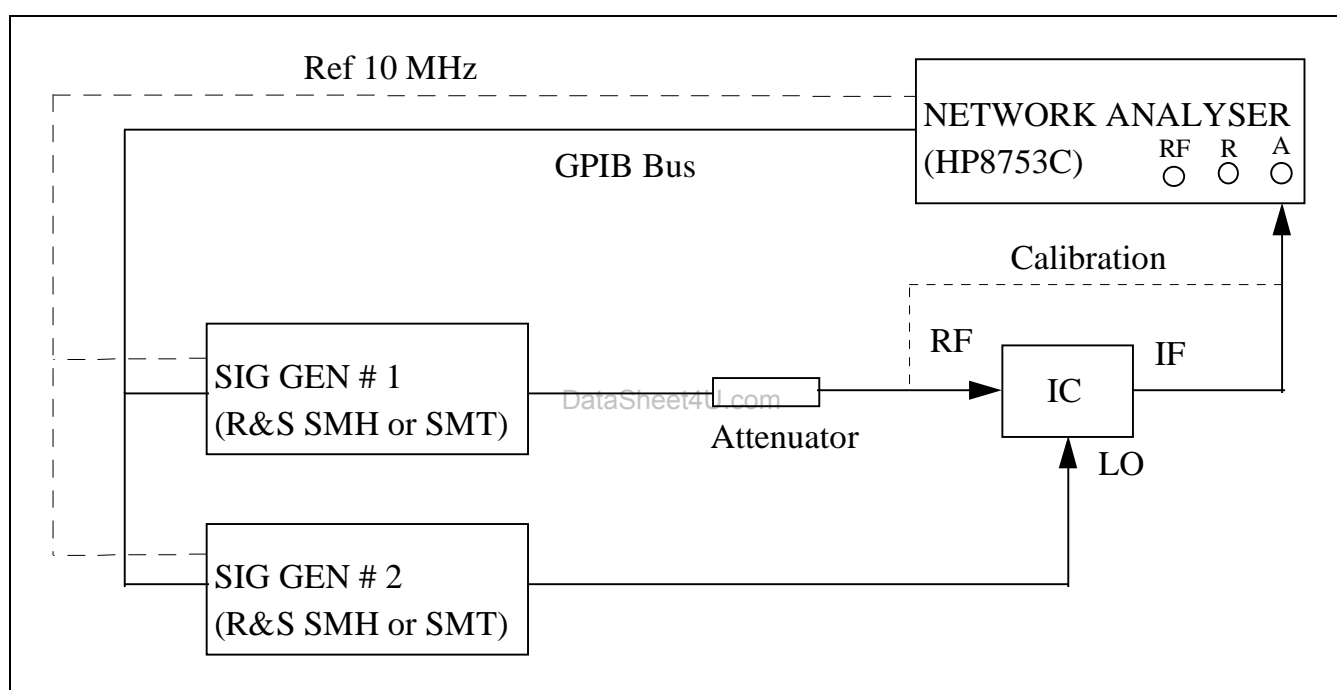 Ref 10 MHz
NETWORK ANALYSER
(HP8753C)
RF R A
GPIB Bus
Calibration
RF
IF
IC
LO
SIG GEN # 1
(R&S SMH or SMT)
DataSheet4U.com
Attenuator
SIG GEN # 2
(R&S SMH or SMT)